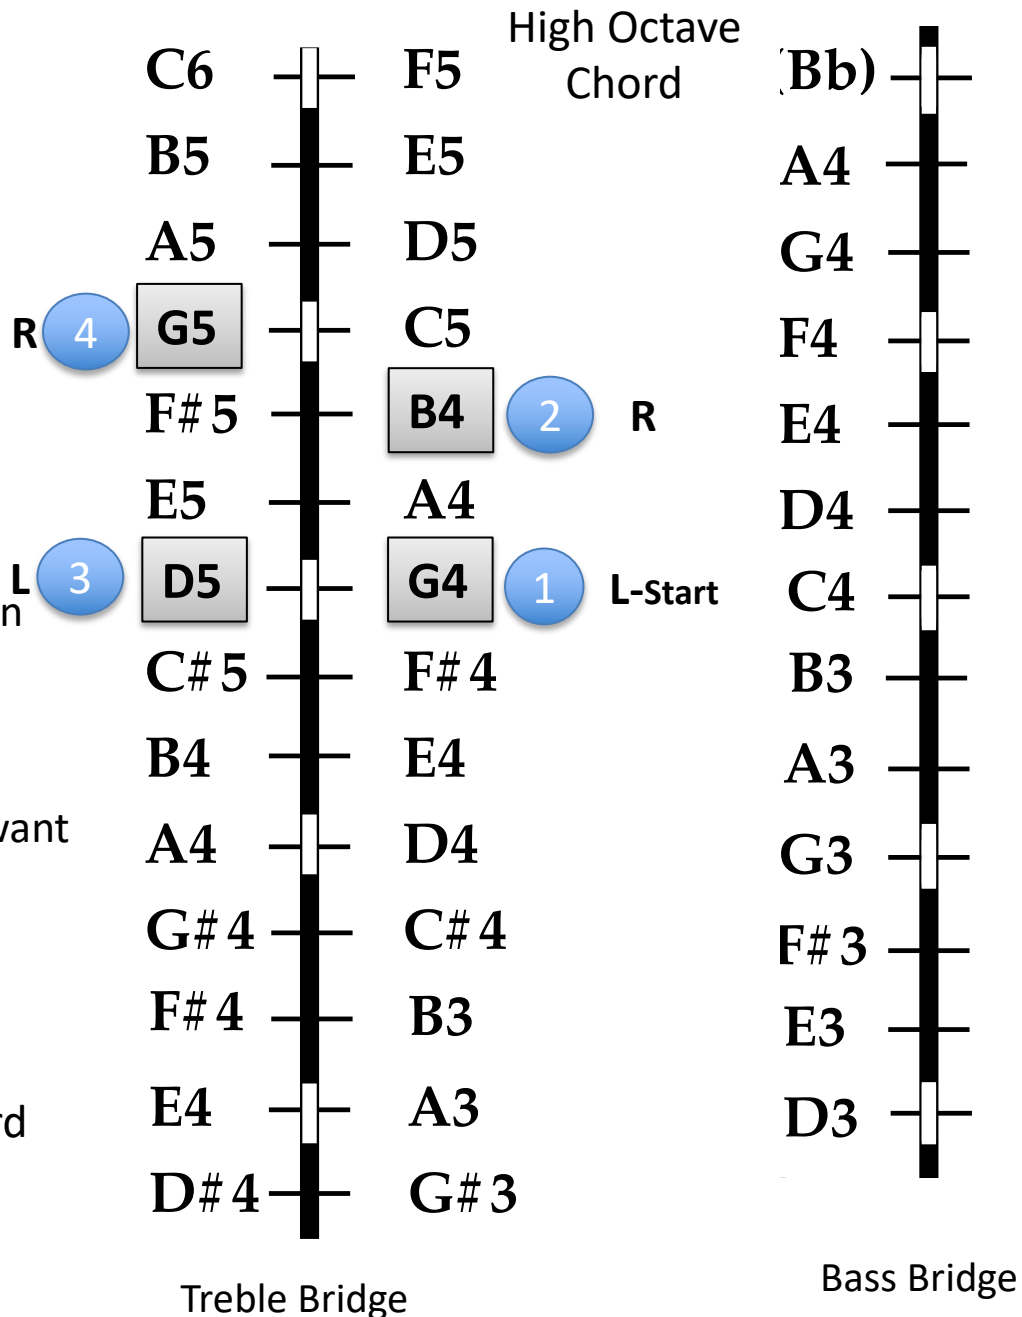 High Octave
Chord
C6 F5 (Bb)
B5 E5 A4
A5 D5 G4
R 4 G5 C5 F4
F#5 B4 2 R E4
E5 A4 D4
L 3 D5 G4 1 L-Start C4
n
C#5 F#4 B3
B4 E4 A3
vant
A4 D4 G3
G#4 C#4 F#3
F#4 B3 E3
E4 A3 D3
rd
D#4 G#3
Treble Bridge Bass Bridge